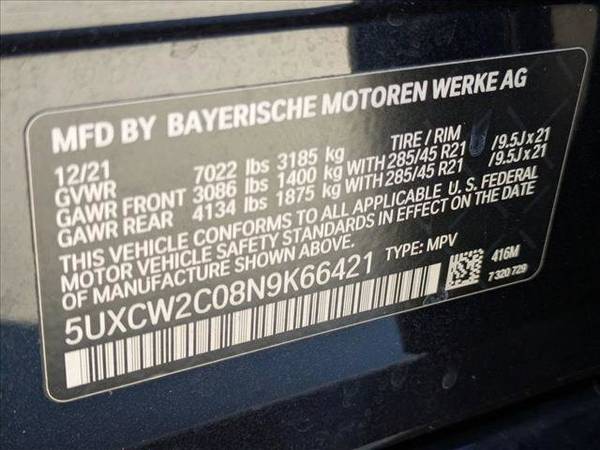 MFD BY BAYERISCHE MOTOREN WERKE AG
12/21 TIRE / RIM
GVWR 7022 lbs 3185 kg
GAWR FRONT 3086 lbs 1400 kg WITH 285/45 R21 /9.5J x 21
GAWR REAR 4134 lbs 1875 kg WITH 285/45 R21 /9.5J x 21
THIS VEHICLE CONFORMS TO ALL APPLICABLE U. S. FEDERAL
MOTOR VEHICLE SAFETY STANDARDS IN EFFECT ON THE DATE
OF MANUFACTURE SHOWN ABOVE.
5UXCW2C08N9K66421 TYPE: MPV 416M
7 320 729